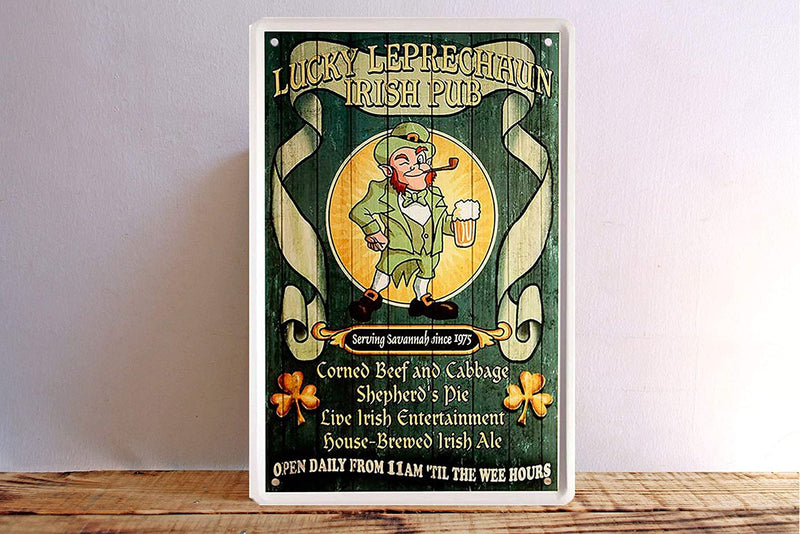 LUCKY LEPRECHAUN
IRISH PUB
Serving Savannah since 1975
Corned Beef and Cabbage
Shepherd's Pie
Live Irish Entertainment
House-Brewed Irish Ale
OPEN DAILY FROM 11AM 'TIL THE WEE HOURS